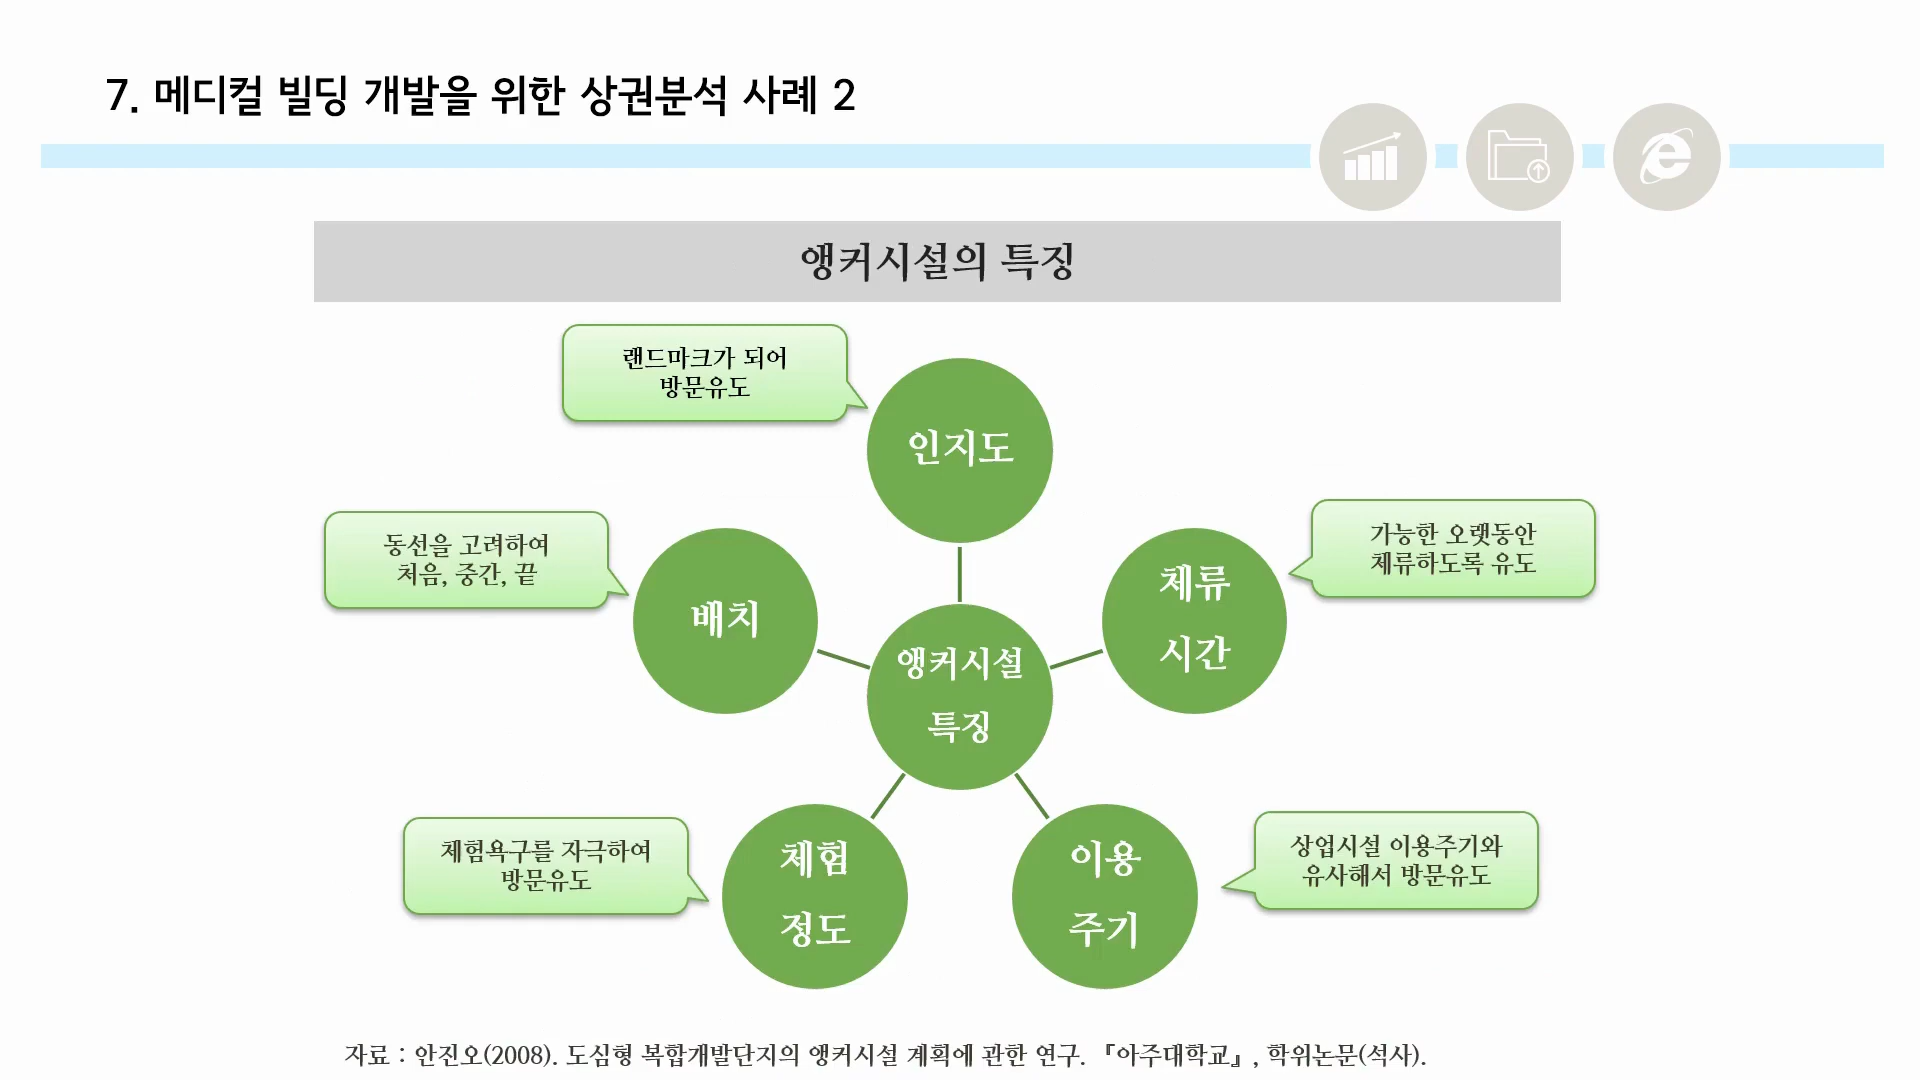 7. 메디컬 빌딩 개발을 위한 상권분석 사례 2
앵커시설의 특징
랜드마크가 되어
방문유도
인지도
동선을 고려하여
처음, 중간, 끝
배치
가능한 오랫동안
체류하도록 유도
체류
시간
앵커시설
특징
체험욕구를 자극하여
방문유도
체험
정도
이용
주기
상업시설 이용주기와
유사해서 방문유도
자료 : 안진오(2008). 도심형 복합개발단지의 앵커시설 계획에 관한 연구. 『아주대학교』, 학위논문(석사).